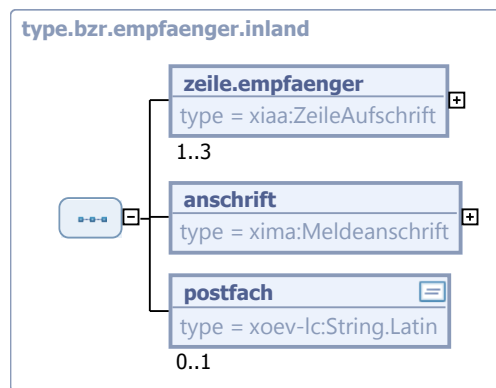 type.bzr.empfaenger.inland
zeile.empfaenger
type = xiaa:ZeileAufschrift
1..3
anschrift
type = xima:Meldeanschrift
postfach
type = xoev-lc:String.Latin
0..1